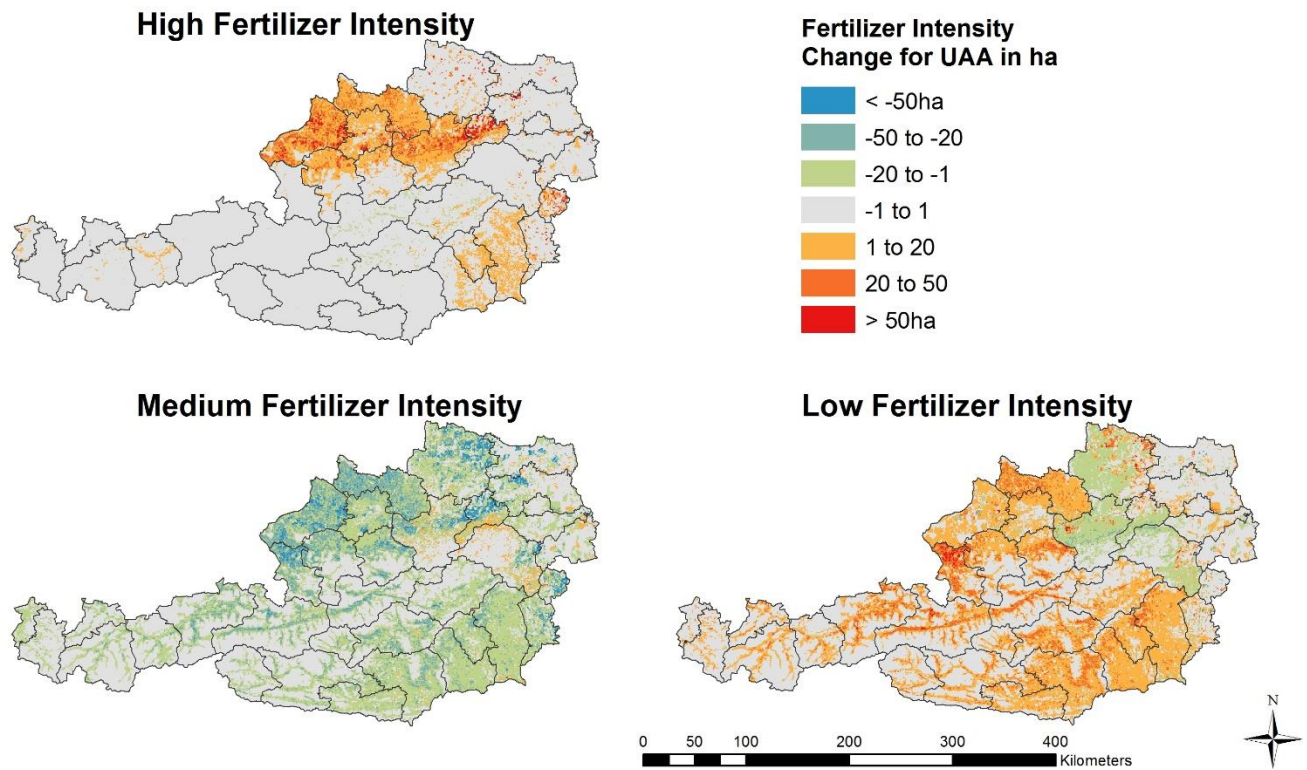 High Fertilizer Intensity
Fertilizer Intensity
Change for UAA in ha
< -50ha
-50 to -20
-20 to -1
-1 to 1
1 to 20
20 to 50
> 50ha
Medium Fertilizer Intensity
Low Fertilizer Intensity
N
0 50 100 200 300 400
Kilometers